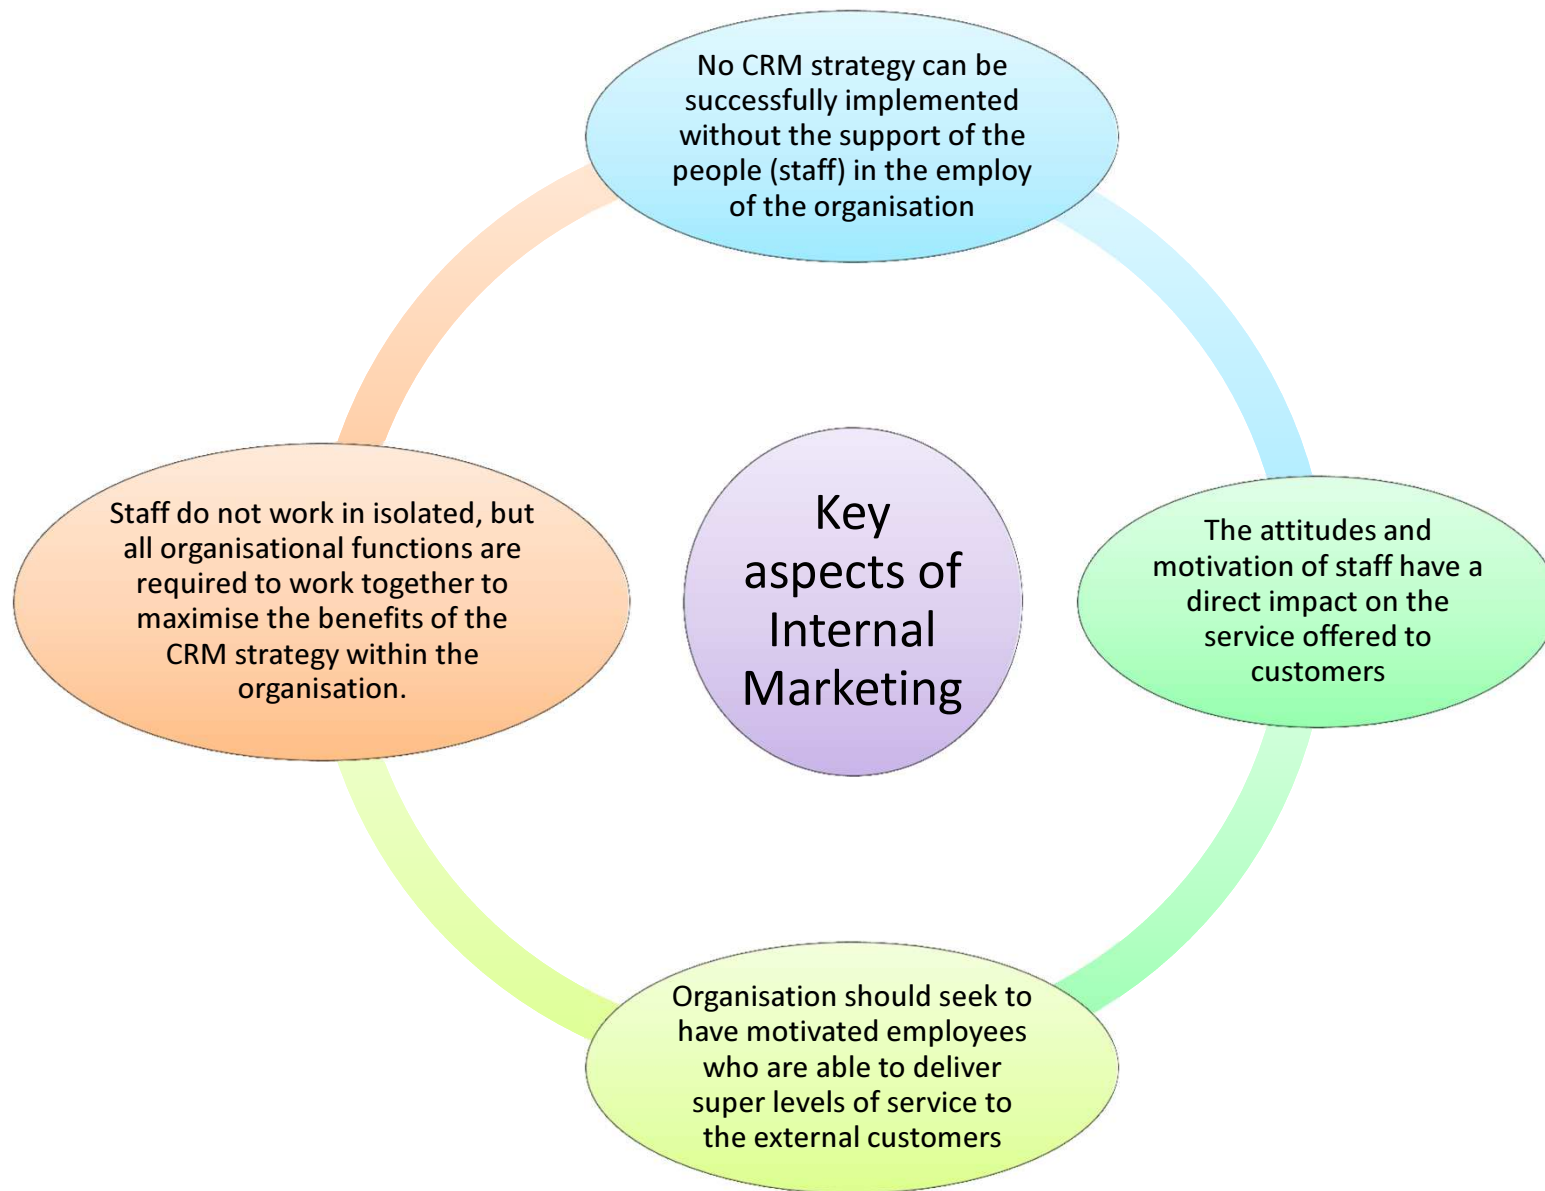 No CRM strategy can be
successfully implemented
without the support of the
people (staff) in the employ
of the organisation
Staff do not work in isolated, but
all organisational functions are
required to work together to
maximise the benefits of the
CRM strategy within the
organisation.
Key
aspects of
Internal
Marketing
The attitudes and
motivation of staff have a
direct impact on the
service offered to
customers
Organisation should seek to
have motivated employees
who are able to deliver
super levels of service to
the external customers